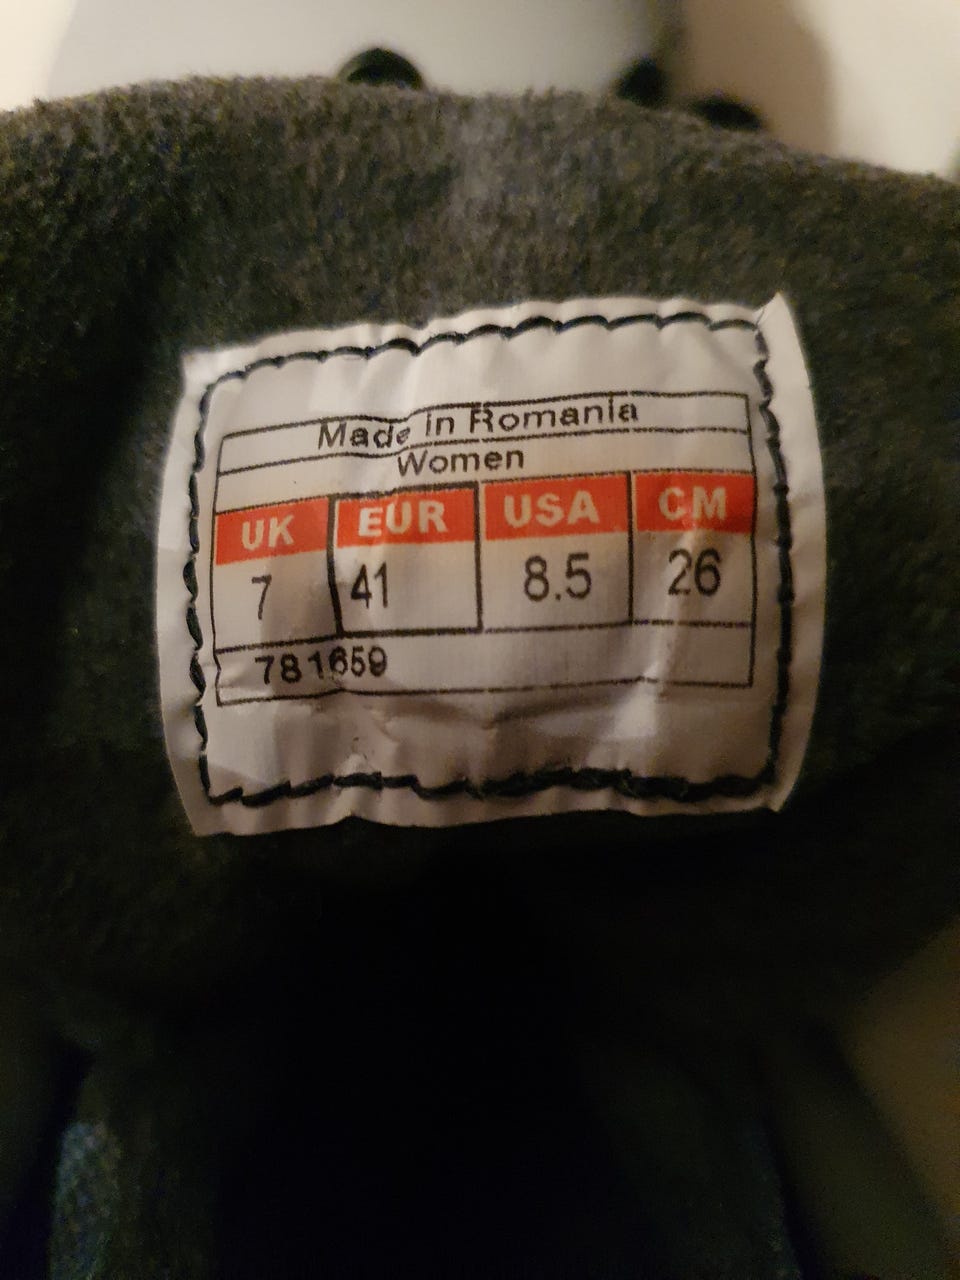 Made in Romania
Women
UK EUR USA CM
7 41 8.5 26
781659